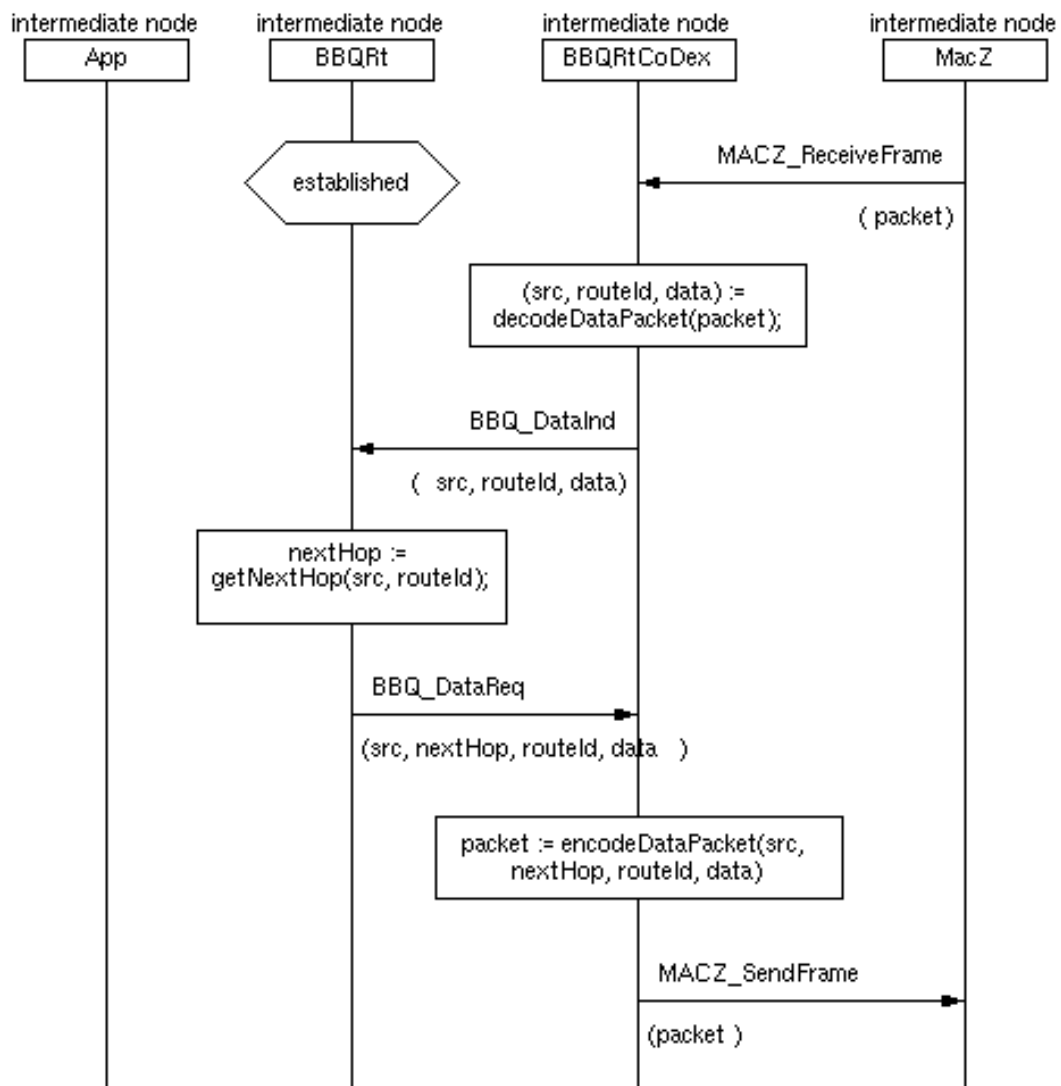 intermediate node intermediate node intermediate node intermediate node
App BBQRt BBQRtCoDex MacZ
MACZ_ReceiveFrame
established
( packet)
(src, routeId, data) :=
decodeDataPacket(packet);
BBQ_DataInd
( src, routeId, data)
nextHop :=
getNextHop(src, routeId);
BBQ_DataReq
(src, nextHop, routeId, data )
packet := encodeDataPacket(src,
nextHop, routeId, data)
MACZ_SendFrame
(packet )